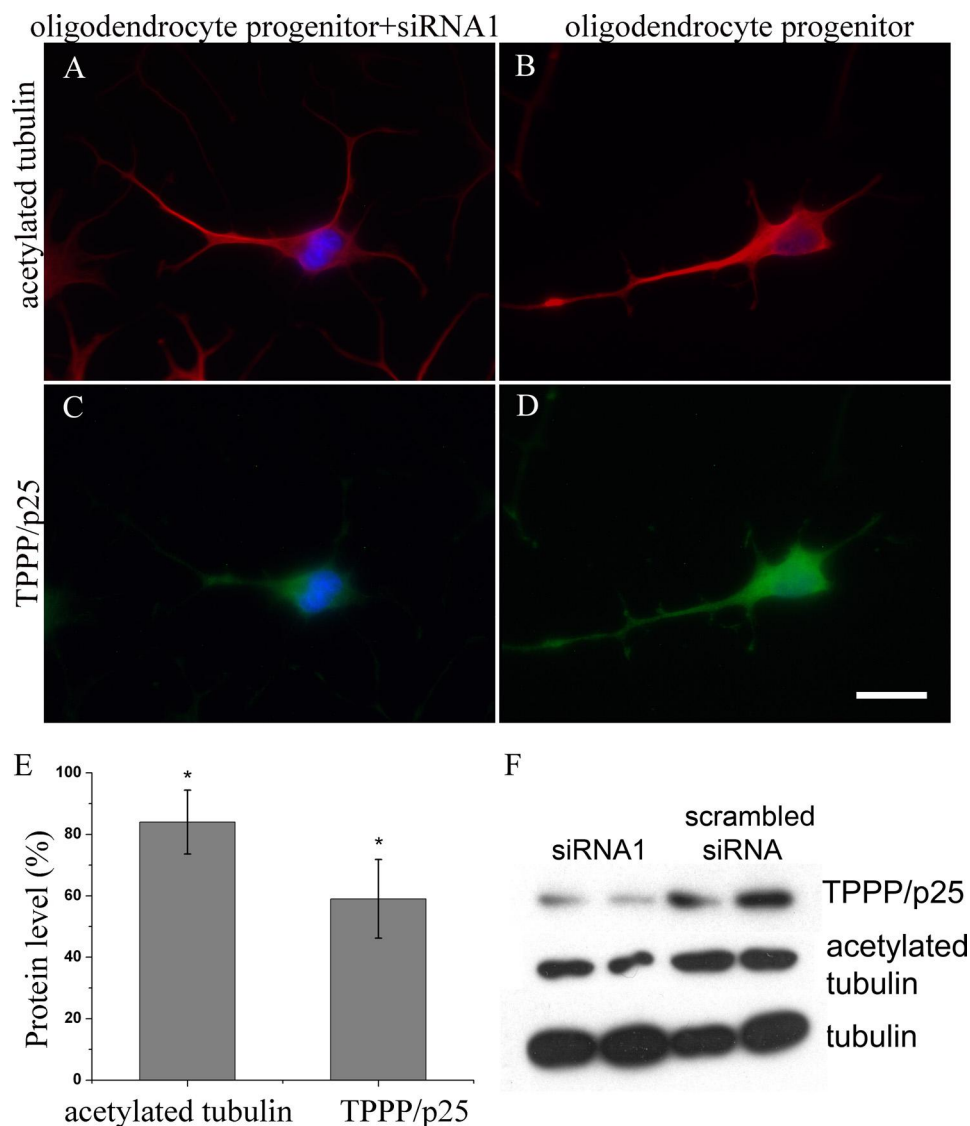 oligodendrocyte progenitor+siRNA1
oligodendrocyte progenitor
acetylated tubulin
A
B
TPPP/p25
C
D
E
Protein level (%)
100
80
60
40
20
0
*
*
acetylated tubulin
TPPP/p25
F
siRNA1
scrambled
siRNA
TPPP/p25
acetylated
tubulin
tubulin